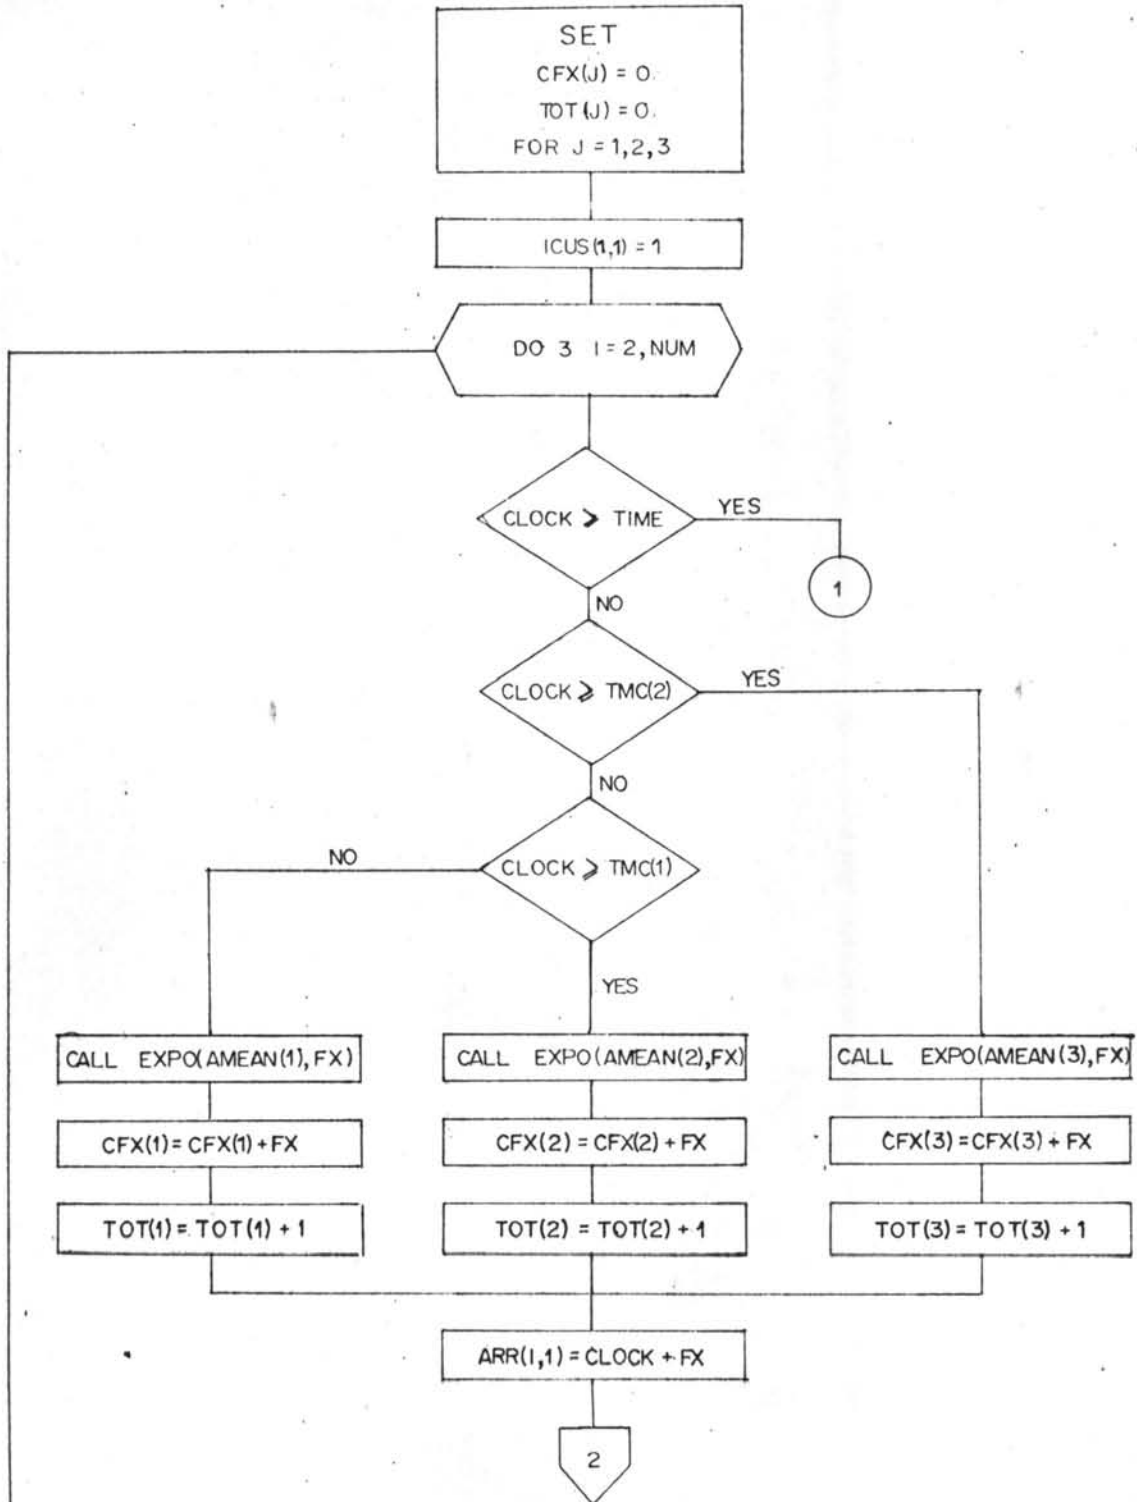 SET
CFX(J) = 0.
TOT(J) = 0.
FOR J = 1,2,3
ICUS(1,1) = 1
DO 3 I = 2, NUM
CLOCK > TIME
YES
1
NO
CLOCK ⩾ TMC(2)
YES
NO
CLOCK ⩾ TMC(1)
NO
YES
CALL EXPO(AMEAN(1), FX)
CALL EXPO(AMEAN(2),FX)
CALL EXPO(AMEAN(3), FX)
CFX(1) = CFX(1) + FX
CFX(2) = CFX(2) + FX
CFX(3) = CFX(3) + FX
TOT(1) = TOT(1) + 1
TOT(2) = TOT(2) + 1
TOT(3) = TOT(3) + 1
ARR(I,1) = CLOCK + FX
2